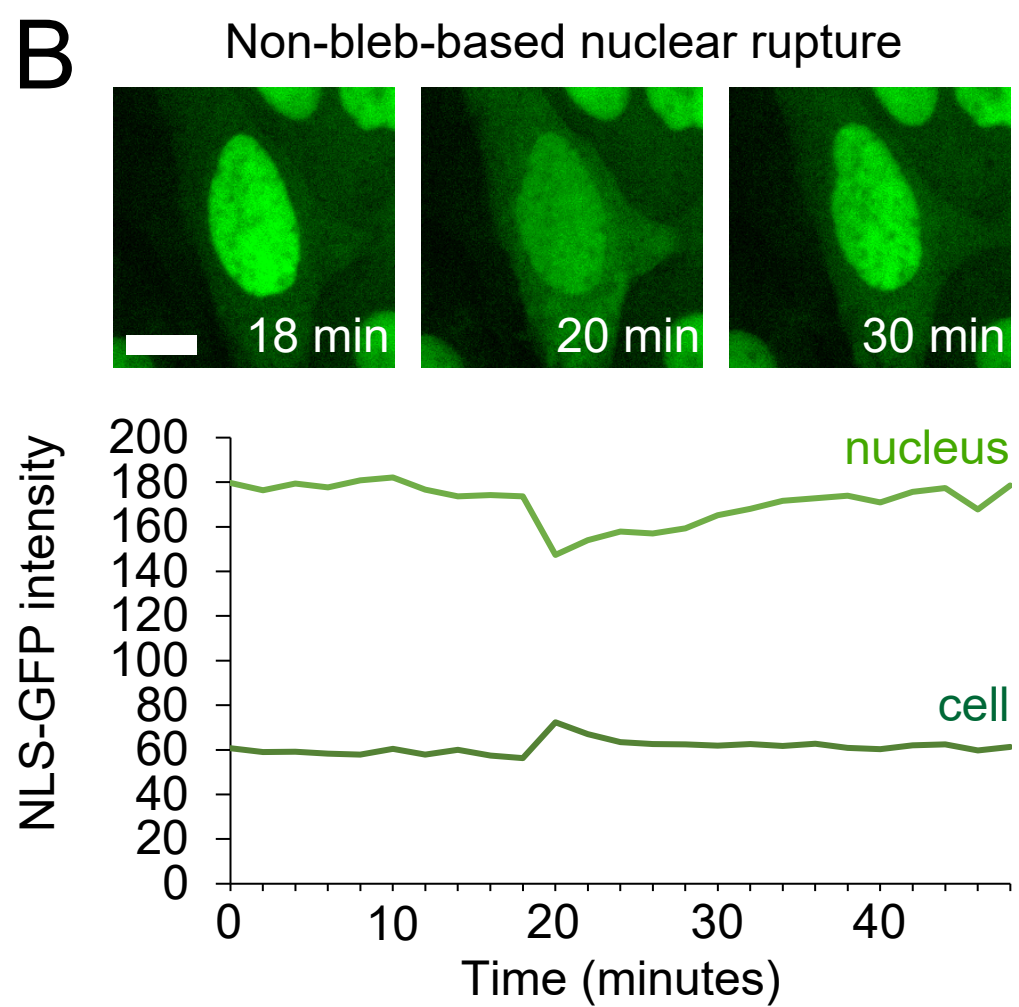 B
Non-bleb-based nuclear rupture
18 min
20 min
30 min
NLS-GFP intensity
200
180
160
140
120
100
80
60
40
20
0
nucleus
cell
0
10
20
30
40
Time (minutes)